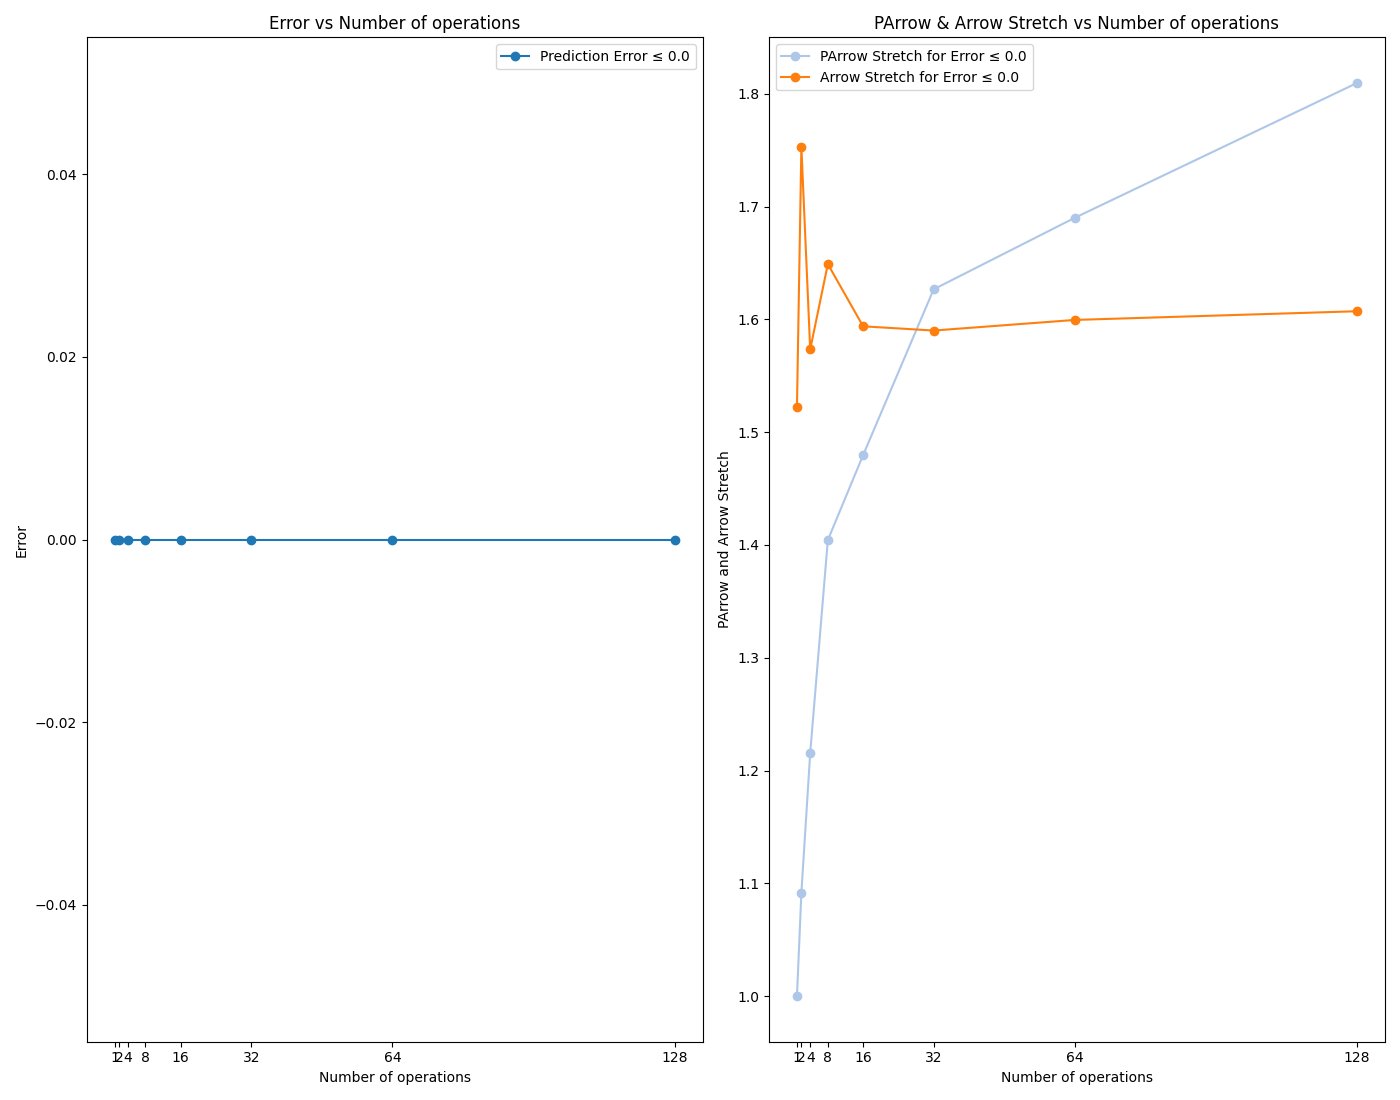 Error vs Number of operations
Prediction Error ≤ 0.0
0.04
0.02
0.00
−0.02
−0.04
Error
1 2 4 8 16 32 64 128
Number of operations
PArrow & Arrow Stretch vs Number of operations
PArrow Stretch for Error ≤ 0.0
Arrow Stretch for Error ≤ 0.0
1.8
1.7
1.6
1.5
1.4
1.3
1.2
1.1
1.0
PArrow and Arrow Stretch
1 2 4 8 16 32 64 128
Number of operations